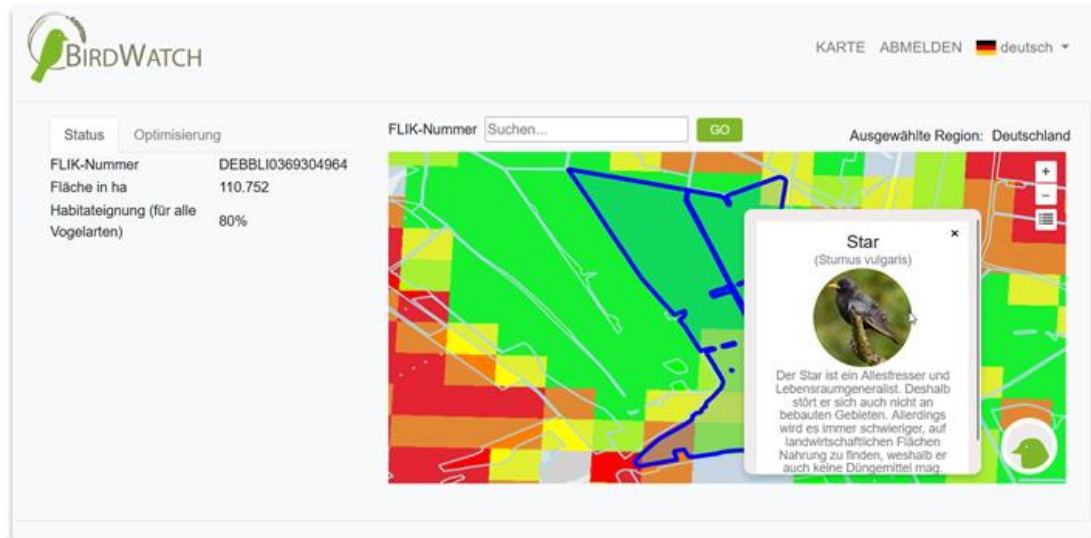 BIRDWATCH
KARTE ABMELDEN deutsch
Status Optimisierung
FLIK-Nummer DEBBLI0369304964
Fläche in ha 110.752
Habitateignung (für alle
Vogelarten) 80%
FLIK-Nummer Suchen... GO
Ausgewählte Region: Deutschland
+
−
Star
×
(Sturnus vulgaris)
Der Star ist ein Allesfresser und
Lebensraumgeneralist. Deshalb
stört er sich auch nicht an
bebauten Gebieten. Allerdings
wird es immer schwieriger, auf
landwirtschaftlichen Flächen
Nahrung zu finden, weshalb er
auch keine Düngemittel mag.